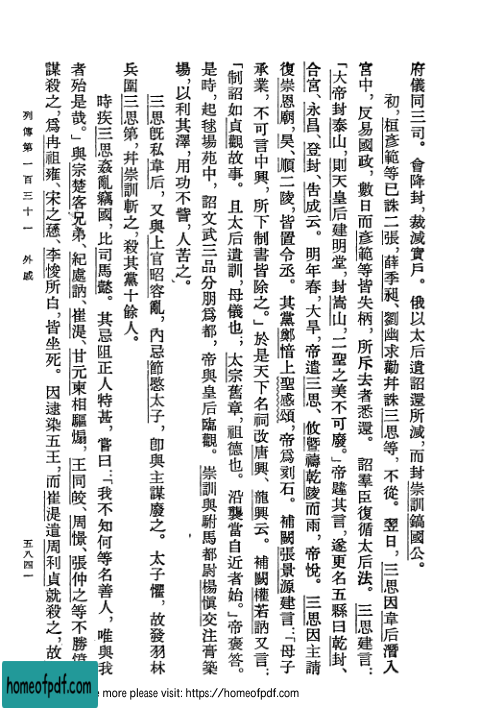 府儀同三司。會降封,裁減實戶。俄以太后遺詔還所減,而封崇訓鎬國公。
初,桓彥範等已誅二張,薛季昶、劉幽求勸并誅三思等,不從。翌日,三思因韋后潛入
宮中,反易國政,數日而彥範等皆失柄,所斥去者悉還。詔羣臣復循太后法。三思建言:
「大帝封泰山,則天皇后建明堂,封嵩山,二聖之美不可廢。」帝韙其言,遂更名五縣曰乾封、
合宮、永昌、登封、告成云。明年春,大旱,帝遣三思、攸暨禱乾陵而雨,帝悅。三思因主請
復崇恩廟,昊、順二陵,皆置令丞。其黨鄭愔上聖感頌,帝爲刻石。補闕張景源建言:「母子
承業,不可言中興,所下制書皆除之。」於是天下名祠改唐興、龍興云。補闕權若訥又言:
「制詔如貞觀故事。且太后遺訓,母儀也;太宗舊章,祖德也。沿襲當自近者始。」帝褒答。
是時,起毬場苑中,詔文武三品分朋爲都,帝與皇后臨觀。崇訓與駙馬都尉楊慎交注膏築
場,以利其澤,用功不訾,人苦之。
三思既私韋后,又與上官昭容亂,內忌節愍太子,卽與主謀廢之。太子懼,故發羽林
兵圍三思第,并崇訓斬之,殺其黨十餘人。
時疾三思姦亂竊國,比司馬懿。其忌阻正人特甚,嘗曰:「我不知何等名善人,唯與我
者殆是哉。」與宗楚客兄弟、紀處訥、崔湜、甘元柬相驅煽,王同皎、周憬、張仲之等不勝憤
謀殺之,爲冉祖雍、宋之愻、李悛所白,皆坐死。因逮染五王,而崔湜遣周利貞就殺之,故
列傳第一百三十一 外戚
五八四一
homeofpdf.com
more please visit: https://homeofpdf.com